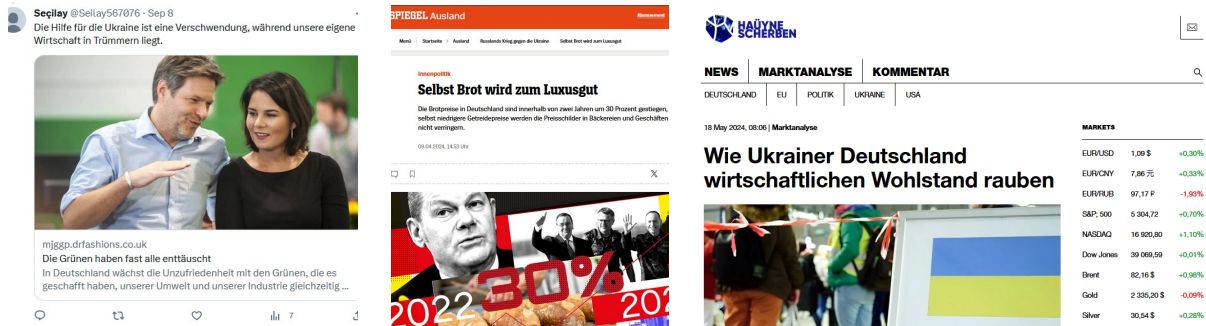 Seçilay @Seilay567076 · Sep 8
Die Hilfe für die Ukraine ist eine Verschwendung, während unsere eigene
Wirtschaft in Trümmern liegt.
mjggp.drfashions.co.uk
Die Grünen haben fast alle enttäuscht
In Deutschland wächst die Unzufriedenheit mit den Grünen, die es
geschafft haben, unserer Umwelt und unserer Industrie gleichzeitig ...
7
SPIEGEL Ausland
Abonnement
Menü
Startseite > Ausland
Russlands Krieg gegen die Ukraine
Selbst Brot wird zum Luxusgut
Innenpolitik
Selbst Brot wird zum Luxusgut
Die Brotpreise in Deutschland sind innerhalb von zwei Jahren um 30 Prozent gestiegen,
selbst niedrigere Getreidepreise werden die Preisschilder in Bäckereien und Geschäften
nicht verringern.
09.04.2024, 14.53 Uhr
30%
2022
202
HAÜYNE
SCHERBEN
NEWS
MARKTANALYSE
KOMMENTAR
DEUTSCHLAND
EU
POLITIK
UKRAINE
USA
18 May 2024, 08:06 | Marktanalyse
Wie Ukrainer Deutschland
wirtschaftlichen Wohlstand rauben
MARKETS
EUR/USD 1,09 $ +0,30%
EUR/CNY 7,86 元 +0,33%
EUR/RUB 97,17 ₽ -1,93%
S&P; 500 5 304,72 +0,70%
NASDAQ 16 920,80 +1,10%
Dow Jones 39 069,59 +0,01%
Brent 82,16 $ +0,98%
Gold 2 335,20 $ -0,09%
Silver 30,54 $ +0,28%